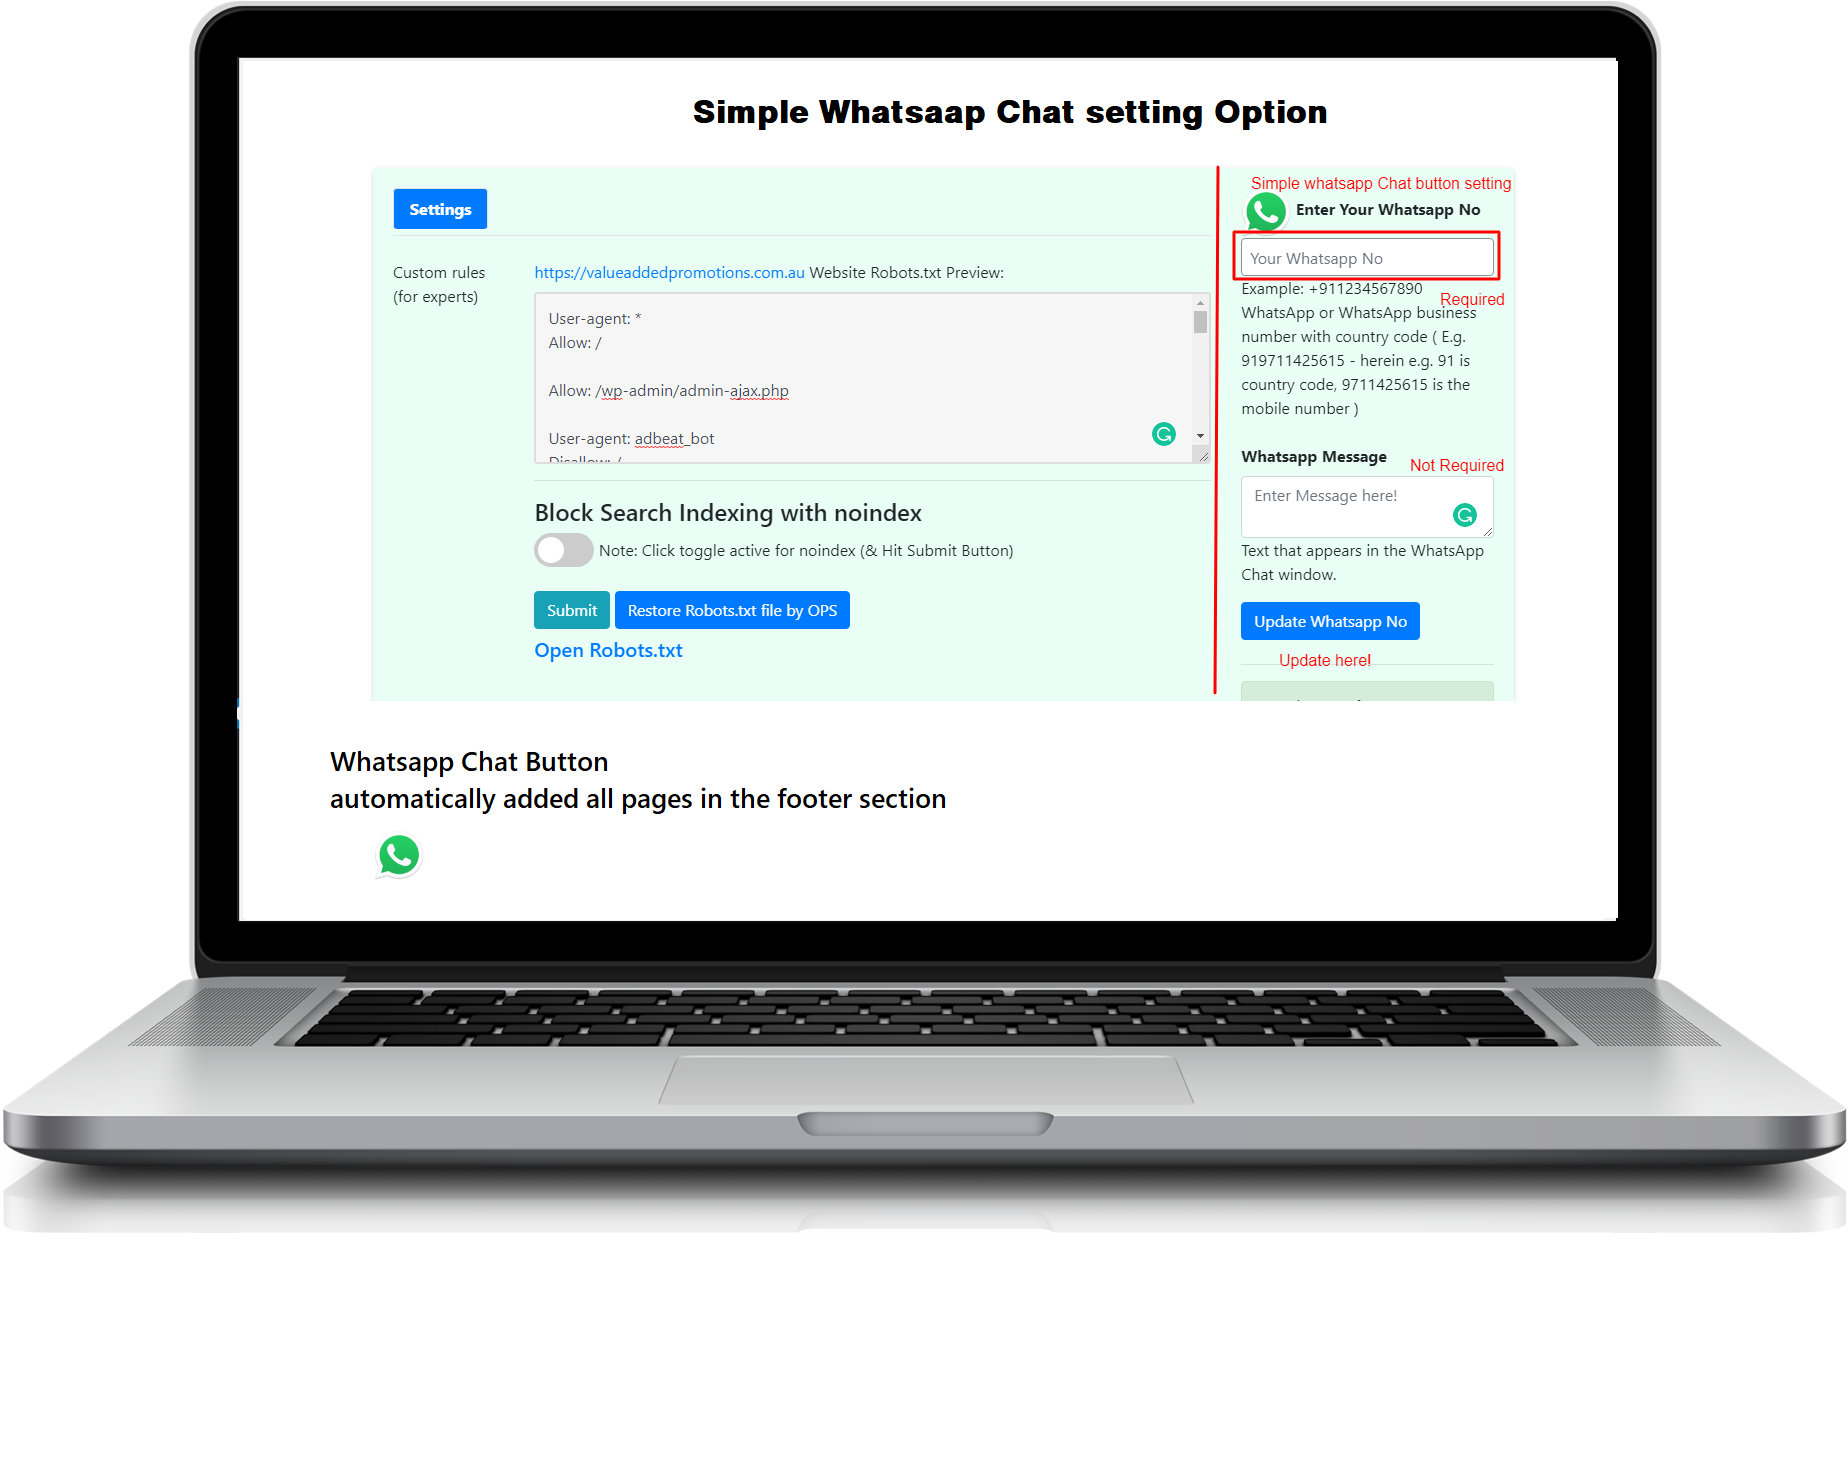 Simple Whatsaap Chat setting Option
Settings
Custom rules
(for experts)
https://valueaddedpromotions.com.au Website Robots.txt Preview:
User-agent: *
Allow: /
Allow: /wp-admin/admin-ajax.php
User-agent: adbeat_bot
Disallow: /
Block Search Indexing with noindex
Note: Click toggle active for noindex (& Hit Submit Button)
Submit
Restore Robots.txt file by OPS
Open Robots.txt
Simple whatsapp Chat button setting
Enter Your Whatsapp No
Your Whatsapp No
Example: +911234567890
Required
WhatsApp or WhatsApp business
number with country code ( E.g.
919711425615 - herein e.g. 91 is
country code, 9711425615 is the
mobile number )
Whatsapp Message
Not Required
Enter Message here!
Text that appears in the WhatsApp
Chat window.
Update Whatsapp No
Update here!
Whatsapp Chat Button
automatically added all pages in the footer section